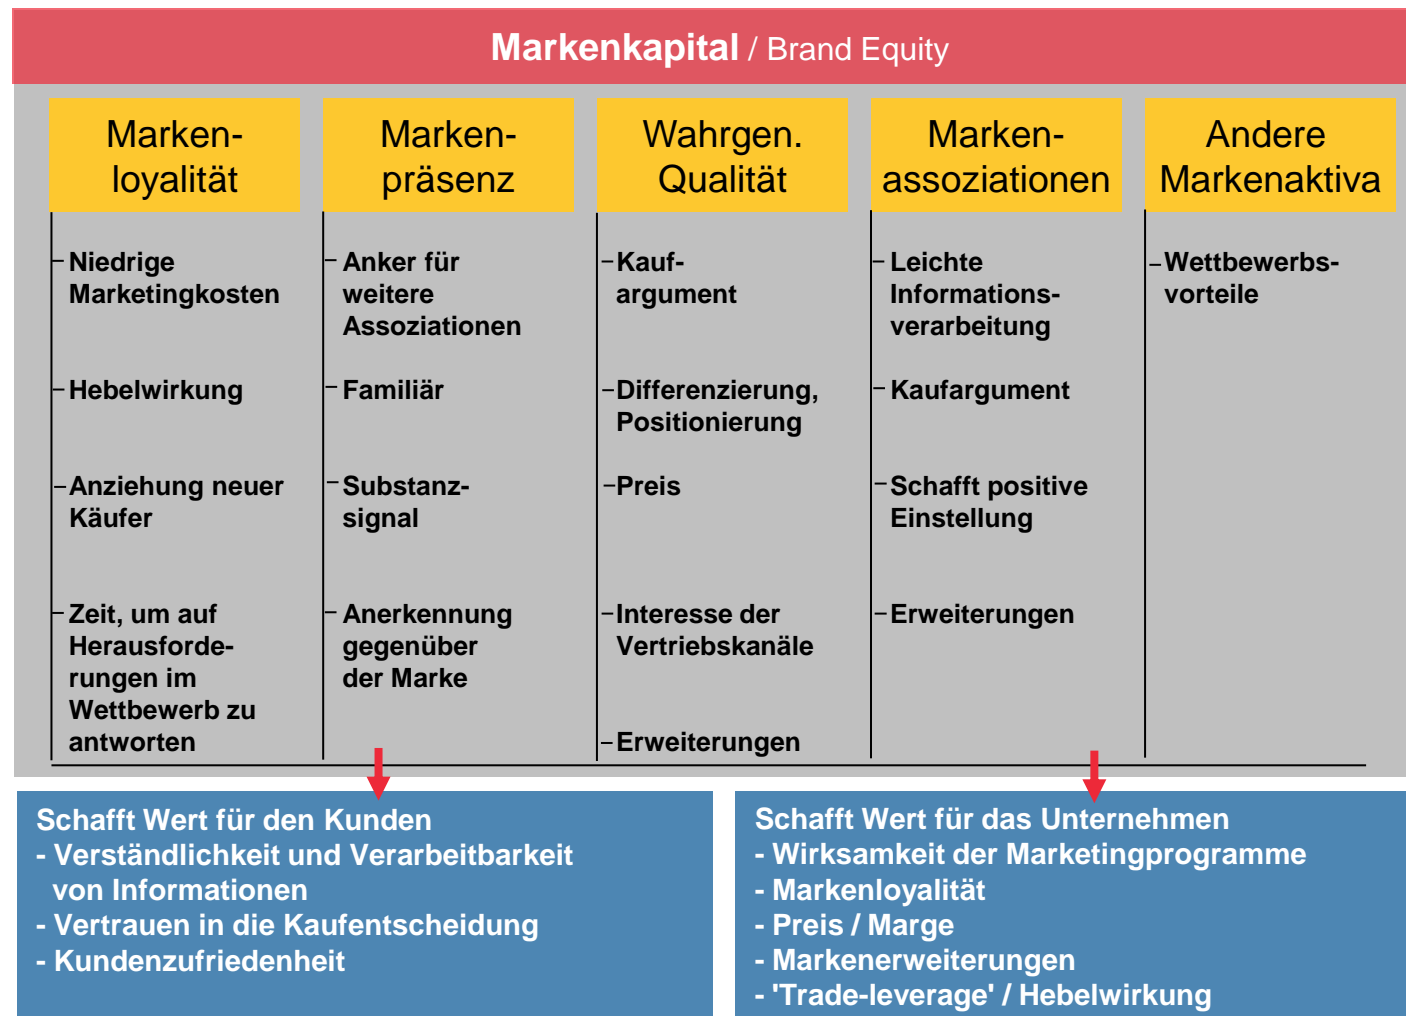 Markenkapital / Brand Equity
Marken-
loyalität
Marken-
präsenz
Wahrgen.
Qualität
Marken-
assoziationen
Andere
Markenaktiva
– Niedrige
Marketingkosten
– Hebelwirkung
– Anziehung neuer
Käufer
– Zeit, um auf
Herausforde-
rungen im
Wettbewerb zu
antworten
– Anker für
weitere
Assoziationen
– Familiär
– Substanz-
signal
– Anerkennung
gegenüber
der Marke
– Kauf-
argument
– Differenzierung,
Positionierung
– Preis
– Interesse der
Vertriebskanäle
– Erweiterungen
– Leichte
Informations-
verarbeitung
– Kaufargument
– Schafft positive
Einstellung
– Erweiterungen
– Wettbewerbs-
vorteile
Schafft Wert für den Kunden
- Verständlichkeit und Verarbeitbarkeit
von Informationen
- Vertrauen in die Kaufentscheidung
- Kundenzufriedenheit
Schafft Wert für das Unternehmen
- Wirksamkeit der Marketingprogramme
- Markenloyalität
- Preis / Marge
- Markenerweiterungen
- 'Trade-leverage' / Hebelwirkung